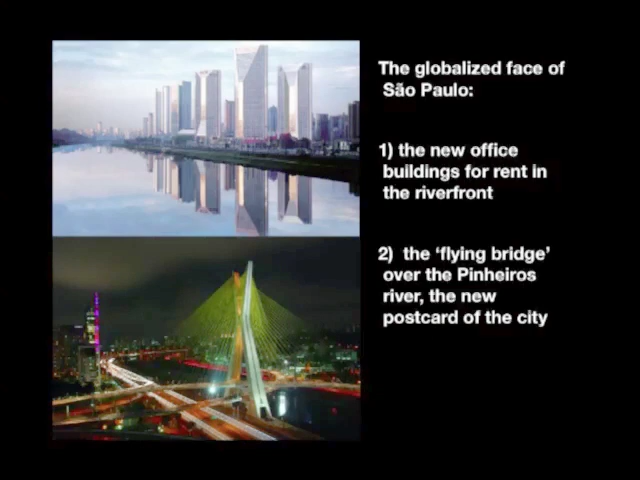 The globalized face of
São Paulo:
1) the new office
buildings for rent in
the riverfront
2) the ‘flying bridge’
over the Pinheiros
river, the new
postcard of the city